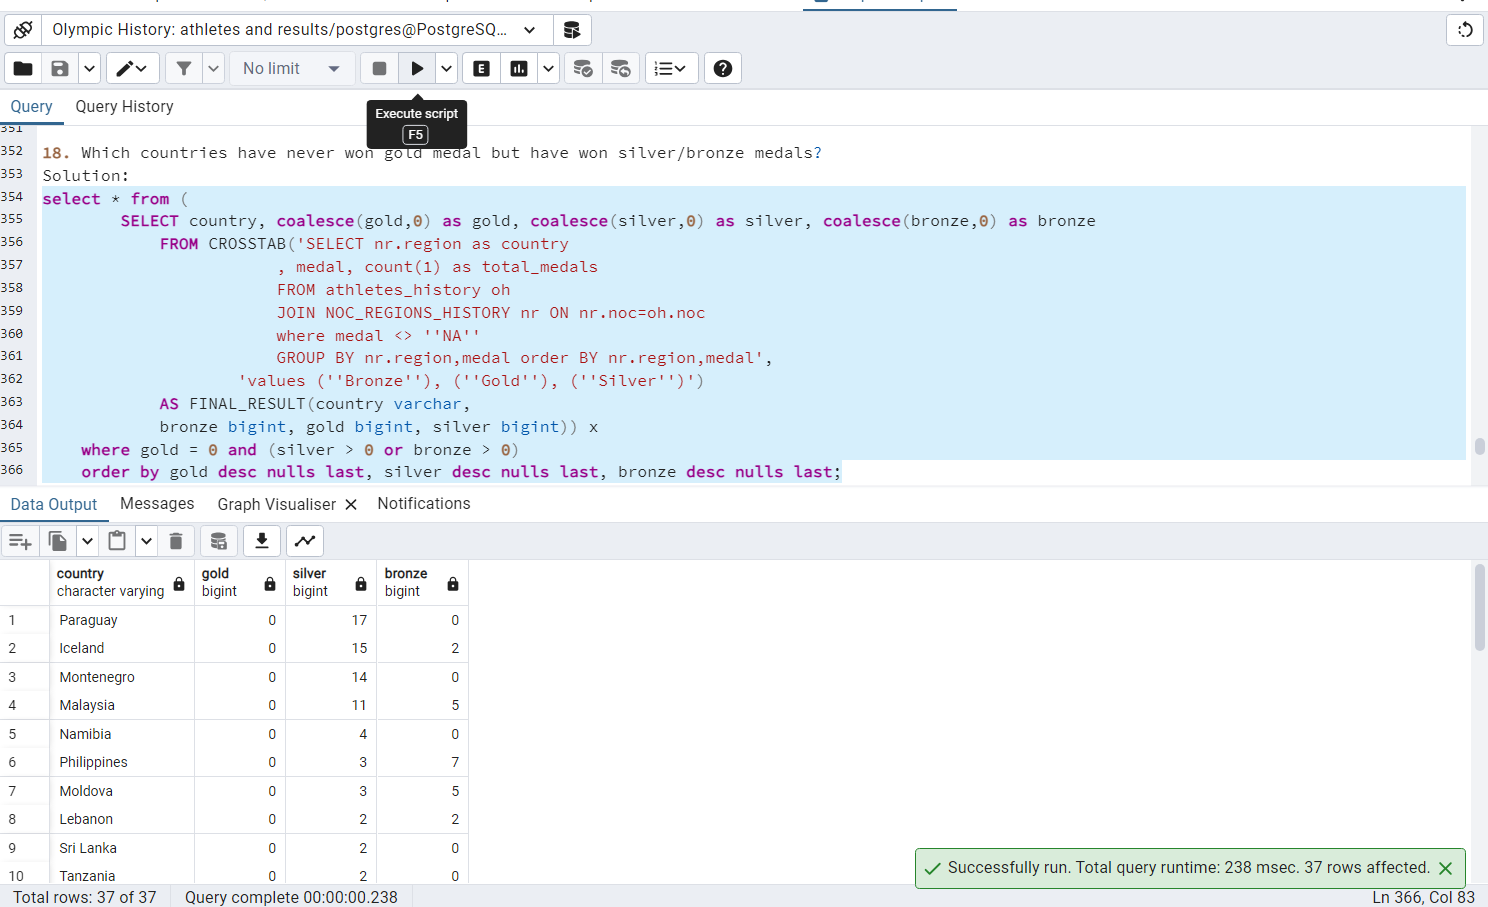 Olympic History: athletes and results/postgres@PostgreSQ...
No limit
E
Query
Query History
Execute script
F5
351
352 18. Which countries have never won gold medal but have won silver/bronze medals?
353 Solution:
354 select * from (
355 SELECT country, coalesce(gold,0) as gold, coalesce(silver,0) as silver, coalesce(bronze,0) as bronze
356 FROM CROSSTAB('SELECT nr.region as country
357 , medal, count(1) as total_medals
358 FROM athletes_history oh
359 JOIN NOC_REGIONS_HISTORY nr ON nr.noc=oh.noc
360 where medal <> ''NA''
361 GROUP BY nr.region,medal order BY nr.region,medal',
362 'values (''Bronze''), (''Gold''), (''Silver'')')
363 AS FINAL_RESULT(country varchar,
364 bronze bigint, gold bigint, silver bigint)) x
365 where gold = 0 and (silver > 0 or bronze > 0)
366 order by gold desc nulls last, silver desc nulls last, bronze desc nulls last;
Data Output Messages Graph Visualiser Notifications
country gold silver bronze
character varying bigint bigint bigint
1 Paraguay 0 17 0
2 Iceland 0 15 2
3 Montenegro 0 14 0
4 Malaysia 0 11 5
5 Namibia 0 4 0
6 Philippines 0 3 7
7 Moldova 0 3 5
8 Lebanon 0 2 2
9 Sri Lanka 0 2 0
10 Tanzania 0 2 0
Successfully run. Total query runtime: 238 msec. 37 rows affected.
Total rows: 37 of 37 Query complete 00:00:00.238 Ln 366, Col 83